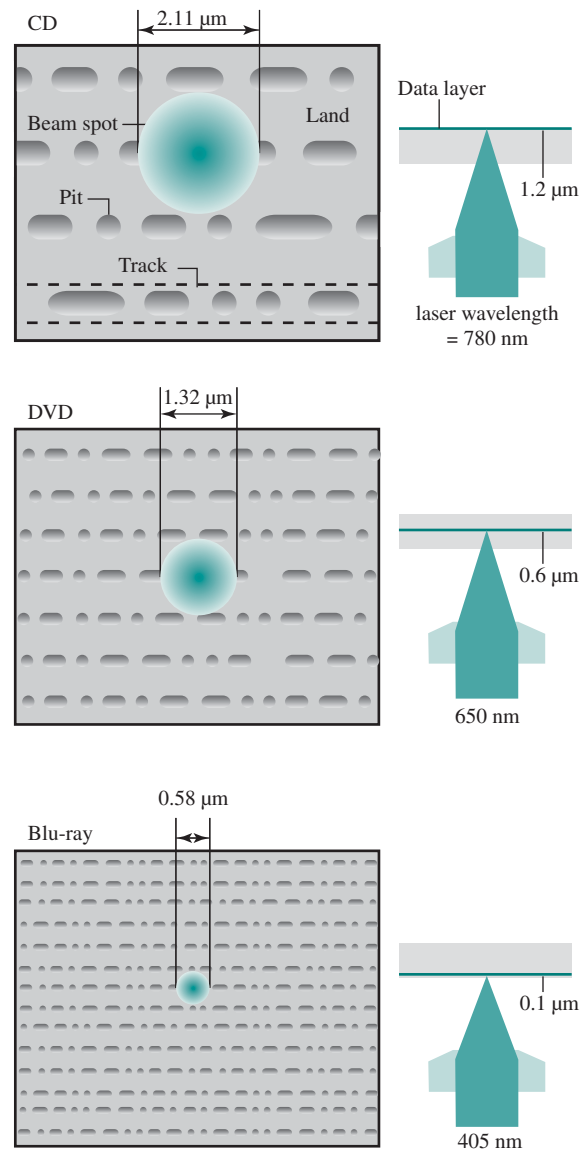 CD
2.11 µm
Beam spot
Land
Pit
Track
Data layer
1.2 µm
laser wavelength
= 780 nm
DVD
1.32 µm
0.6 µm
650 nm
Blu-ray
0.58 µm
0.1 µm
405 nm